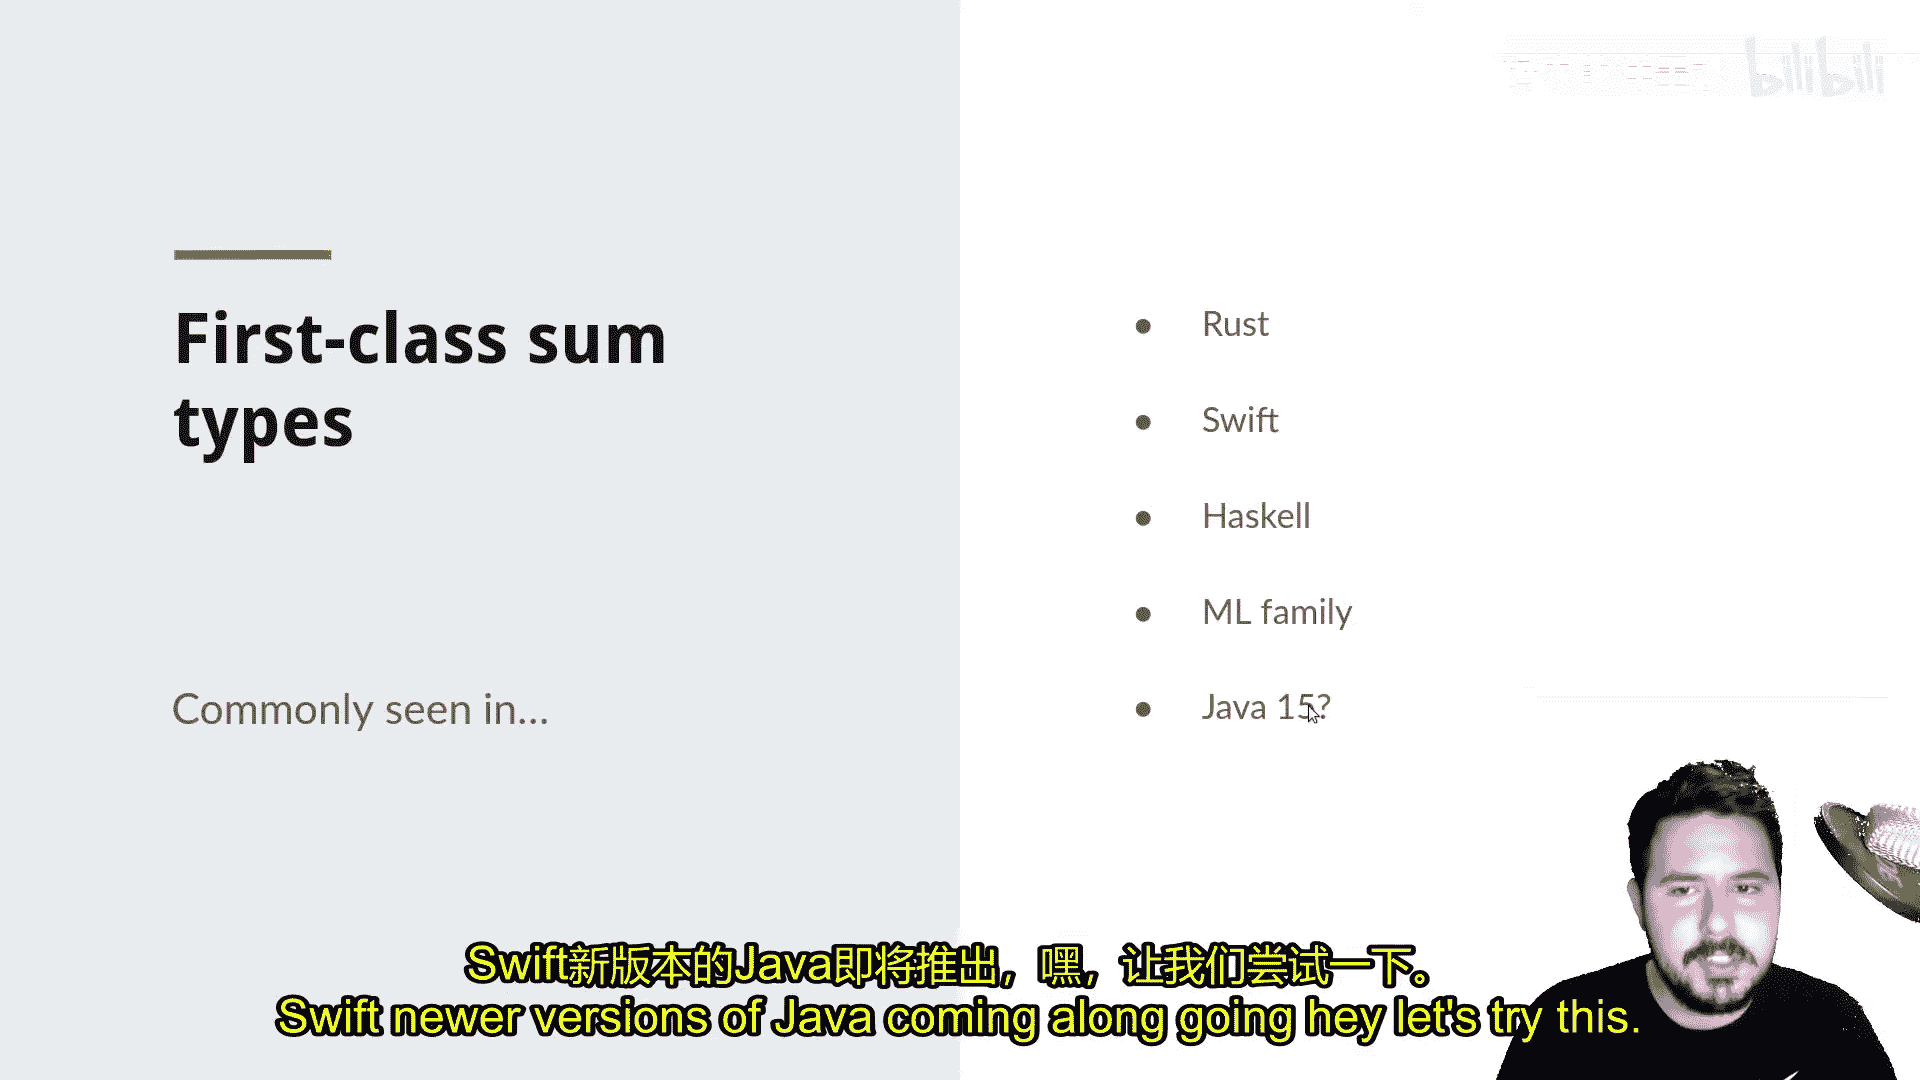 bilibili
First-class sum
types
Commonly seen in...
Rust
Swift
Haskell
ML family
Java 15?
Swift新版本的Java即将推出，嘿，让我们尝试一下。
Swift newer versions of Java coming along going hey let's try this.